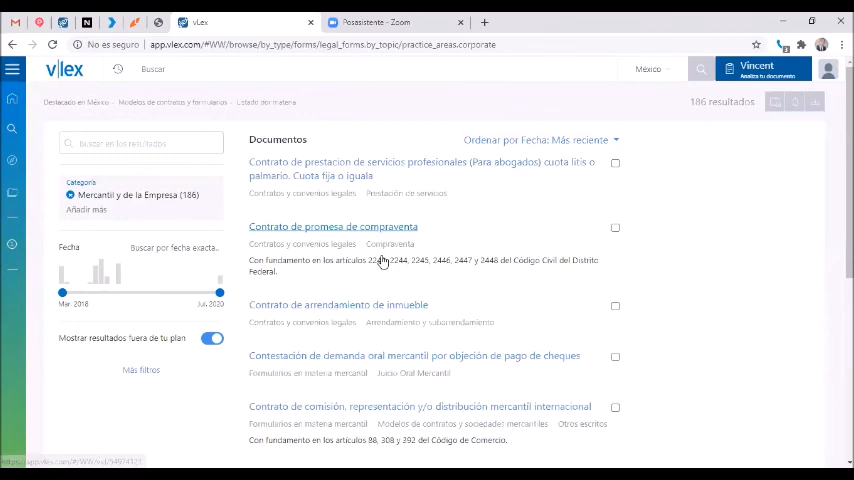 vLex
Posasistente - Zoom
No es seguro
app.vlex.com/#WW/browse/by_type/forms/legal_forms.by_topic/practice_areas.corporate
vlex
Buscar
México
Vincent
Analiza tu documento
Destacado en México
Modelos de contratos y formularios
Listado por materia
186 resultados
Buscar en los resultados
Categoría
Mercantil y de la Empresa (186)
Añadir más
Fecha
Buscar por fecha exacta..
Mar. 2018
Jul. 2020
Mostrar resultados fuera de tu plan
Más filtros
Documentos
Ordenar por Fecha: Más reciente
Contrato de prestacion de servicios profesionales (Para abogados) cuota litis o
palmario. Cuota fija o iguala
Contratos y convenios legales Prestación de servicios
Contrato de promesa de compraventa
Contratos y convenios legales Compraventa
Con fundamento en los artículos 2244, 2245, 2446, 2447 y 2448 del Código Civil del Distrito
Federal.
Contrato de arrendamiento de inmueble
Contratos y convenios legales Arrendamiento y subarrendamiento
Contestación de demanda oral mercantil por objeción de pago de cheques
Formularios en materia mercantil Juicio Oral Mercantil
Contrato de comisión, representación y/o distribución mercantil internacional
Formularios en materia mercantil Modelos de contratos y sociedades mercantiles Otros escritos
Con fundamento en los artículos 88, 308 y 392 del Código de Comercio.